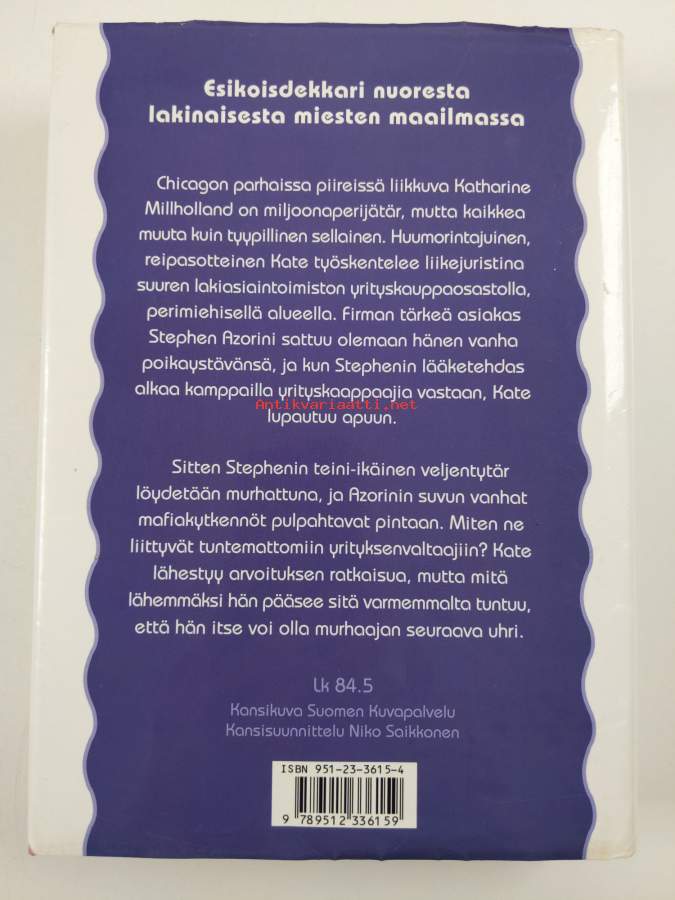 Esikoisdekkari nuoresta
lakinaisesta miesten maailmassa
Chicagon parhaissa piireissä liikkuva Katharine
Millholland on miljoonaperijätär, mutta kaikkea
muuta kuin tyypillinen sellainen. Huumorintajuinen,
reipasotteinen Kate työskentelee liikejuristina
suuren lakiasiaintoimiston yrityskauppaosastolla,
perimiehisellä alueella. Firman tärkeä asiakas
Stephen Azorini sattuu olemaan hänen vanha
poikaystävänsä, ja kun Stephenin lääketehdas
alkaa kamppailla yrityskaappaajia vastaan, Kate
Antikvariaatti.net
lupautuu apuun.
Sitten Stephenin teini-ikäinen veljentytär
löydetään murhattuna, ja Azorinin suvun vanhat
mafiakytkennöt pulpahtavat pintaan. Miten ne
liittyvät tuntemattomiin yrityksenvaltaajiin? Kate
lähestyy arvoituksen ratkaisua, mutta mitä
lähemmäksi hän pääsee sitä varmemmalta tuntuu,
että hän itse voi olla murhaajan seuraava uhri.
Lk 84.5
Kansikuva Suomen Kuvapalvelu
Kansisuunnittelu Niko Saikkonen
ISBN 951-23-3615-4
9 789512 336159